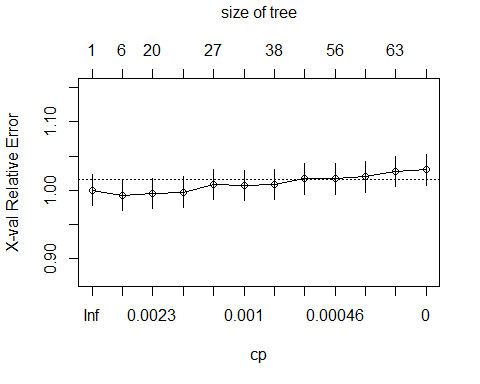 size of tree
1 6 20 27 38 56 63
X-val Relative Error
1.10
1.00
0.90
Inf 0.0023 0.001 0.00046 0
cp